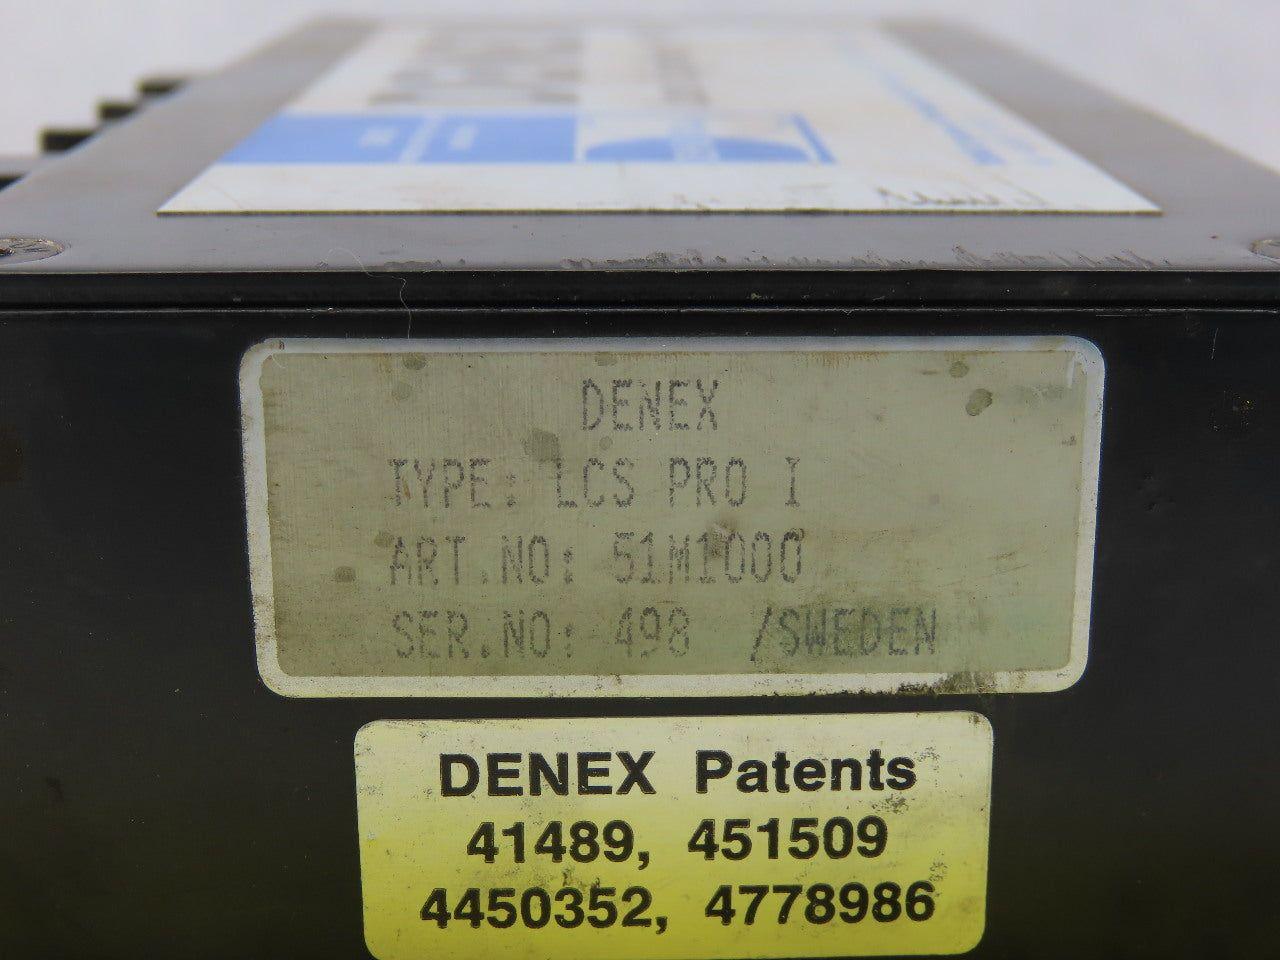 DENEX
TYPE: LCS PRO I
ART.NO: 51M1000
SER.NO: 498 /SWEDEN
DENEX Patents
41489, 451509
4450352, 4778986